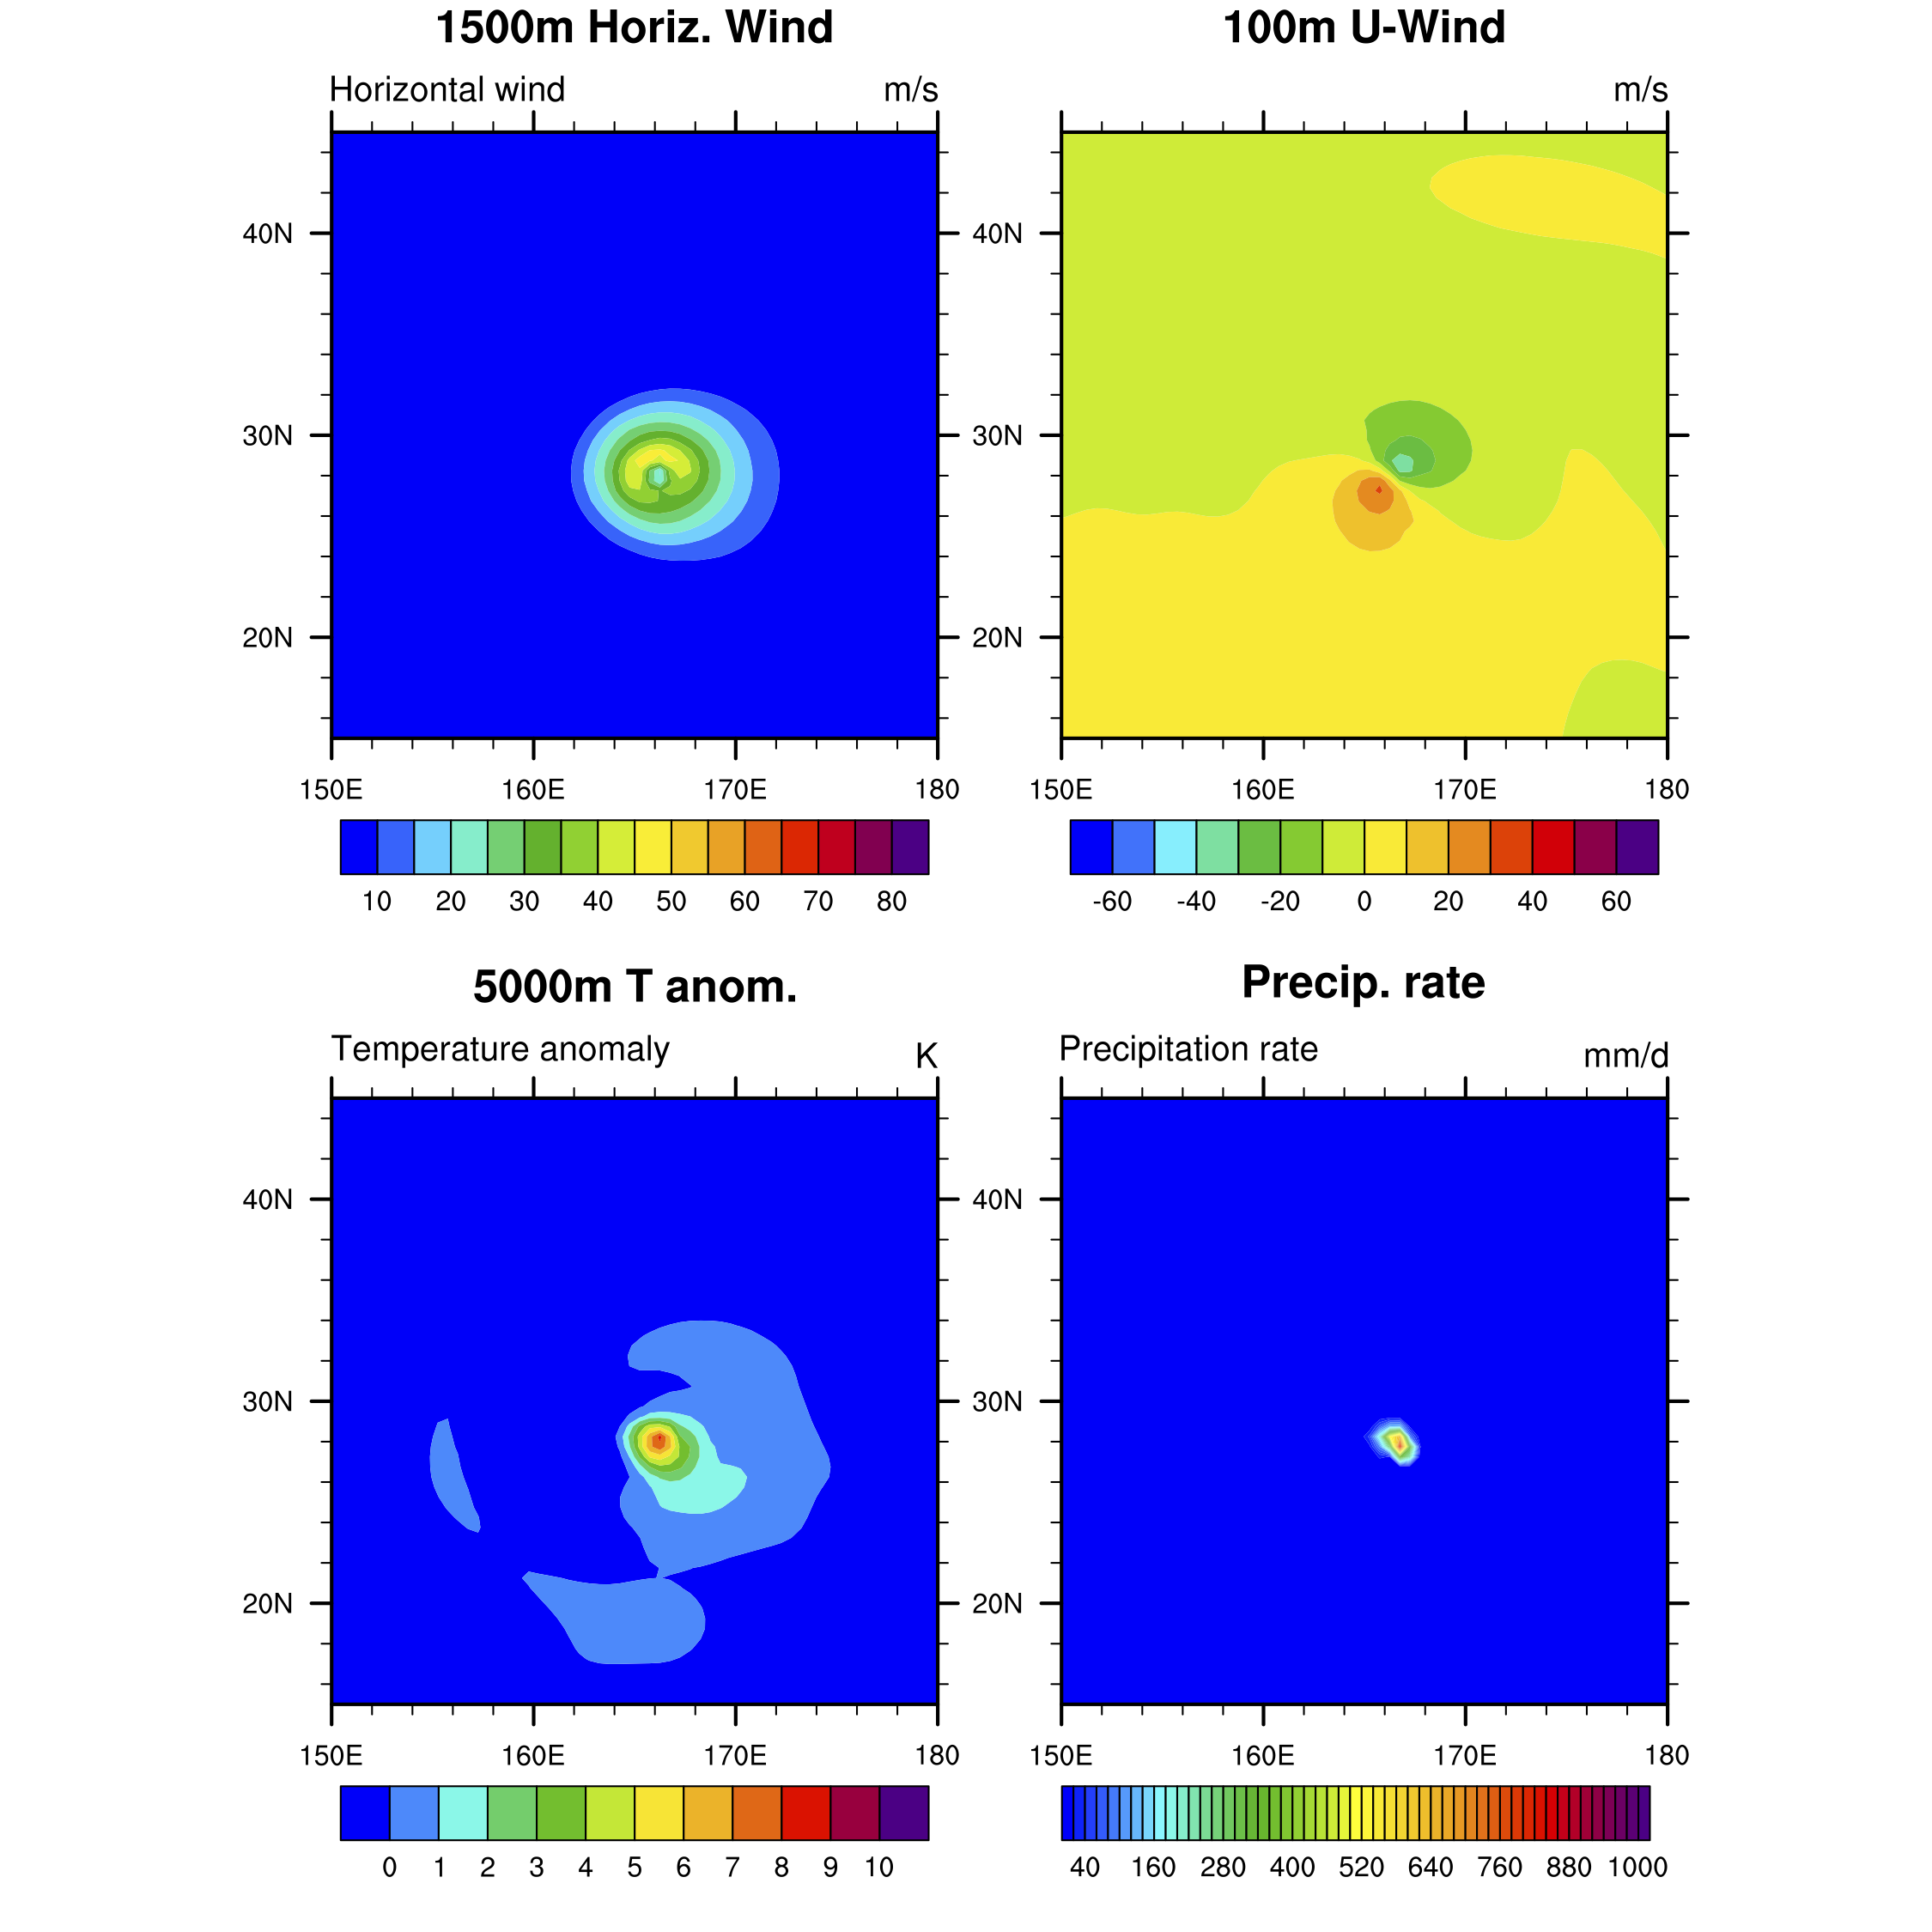 1500m Horiz. Wind
100m U-Wind
Horizontal wind m/s
m/s
40N
30N
20N
150E 160E 170E 180
10 20 30 40 50 60 70 80
40N
30N
20N
150E 160E 170E 180
-60 -40 -20 0 20 40 60
5000m T anom.
Precip. rate
Temperature anomaly K
Precipitation rate mm/d
40N
30N
20N
150E 160E 170E 180
0 1 2 3 4 5 6 7 8 9 10
40N
30N
20N
150E 160E 170E 180
40 160 280 400 520 640 760 880 1000